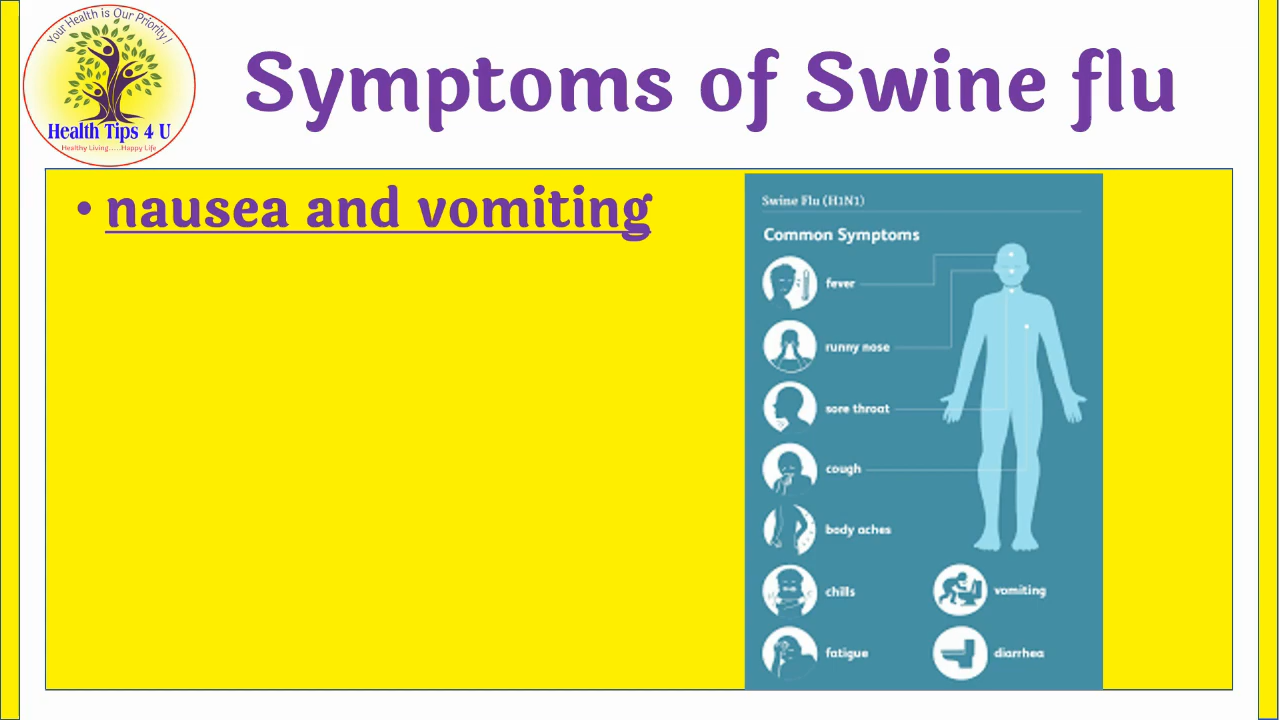 Your Health is Our Priority!
Health Tips 4 U
Healthy Living.....Happy Life
Symptoms of Swine flu
• nausea and vomiting
Swine Flu (H1N1)
Common Symptoms
fever
runny nose
sore throat
cough
body aches
chills
vomiting
fatigue
diarrhea